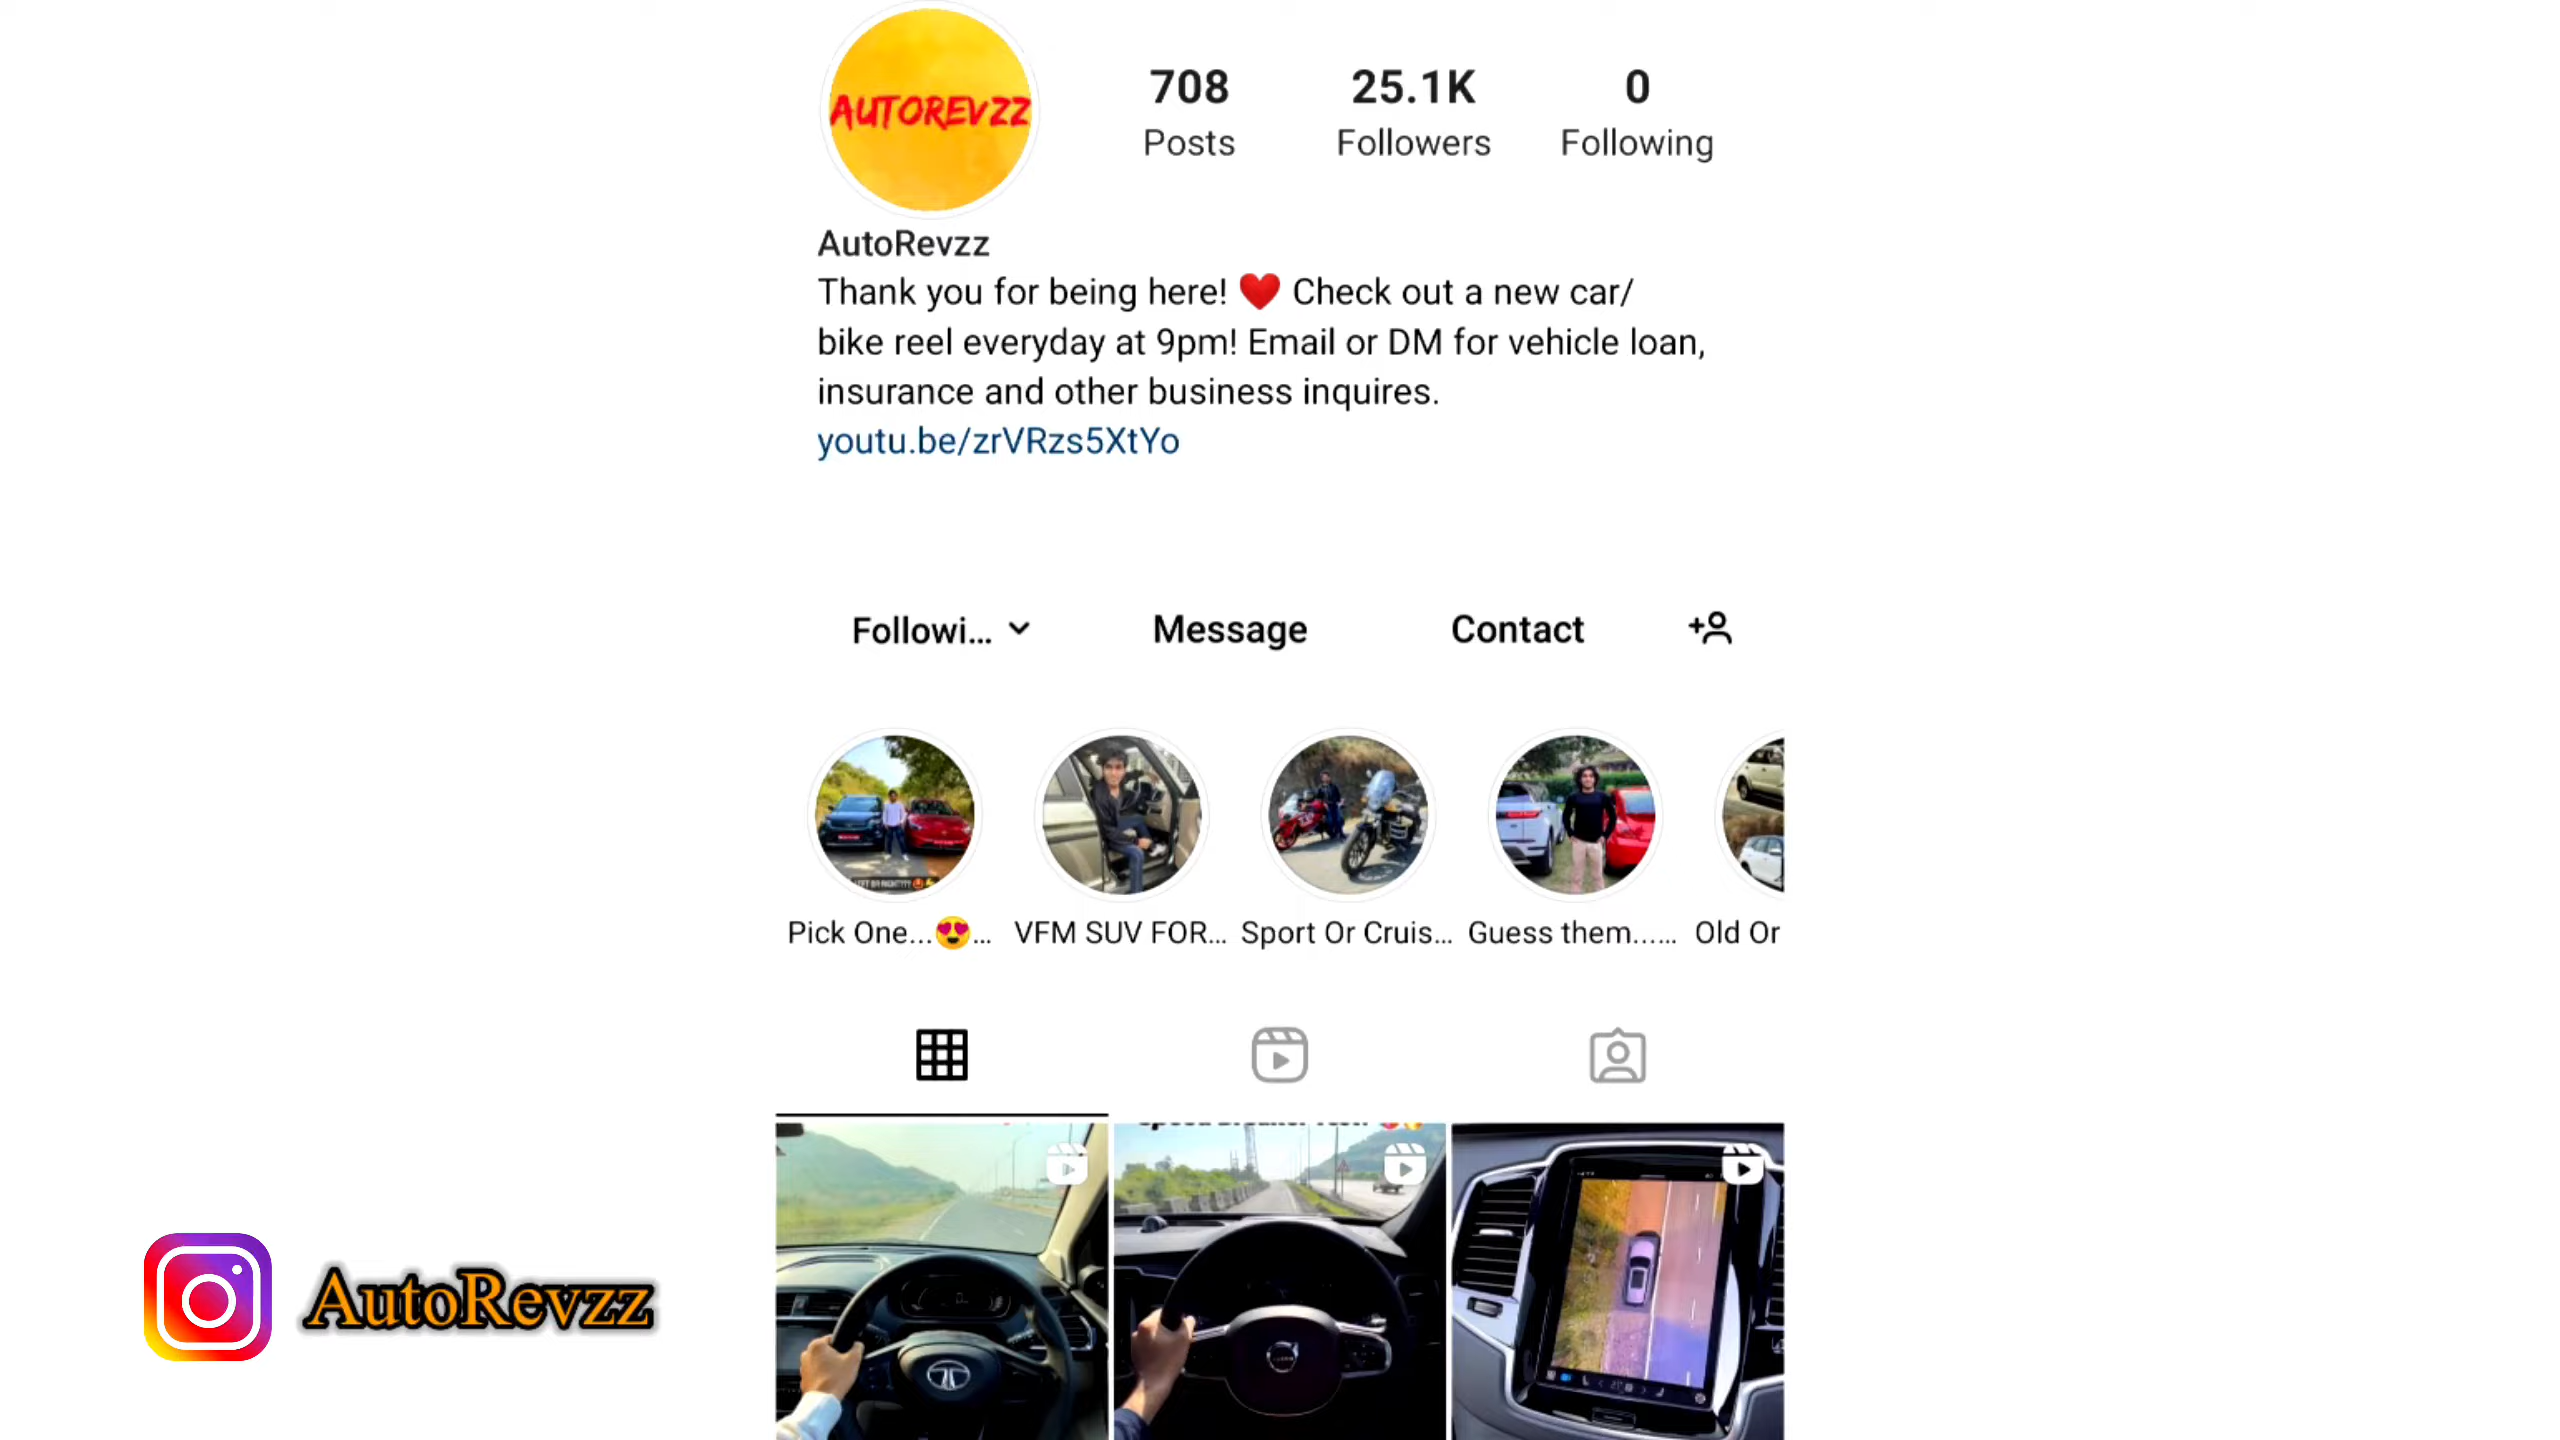 AUTOREVZZ
708
Posts
25.1K
Followers
0
Following
AutoRevzz
Thank you for being here! ❤️ Check out a new car/
bike reel everyday at 9pm! Email or DM for vehicle loan,
insurance and other business inquires.
youtu.be/zrVRzs5XtYo
Followi...
Message
Contact
Pick One...😍...
VFM SUV FOR...
Sport Or Cruis...
Guess them......
Old Or
AutoRevzz